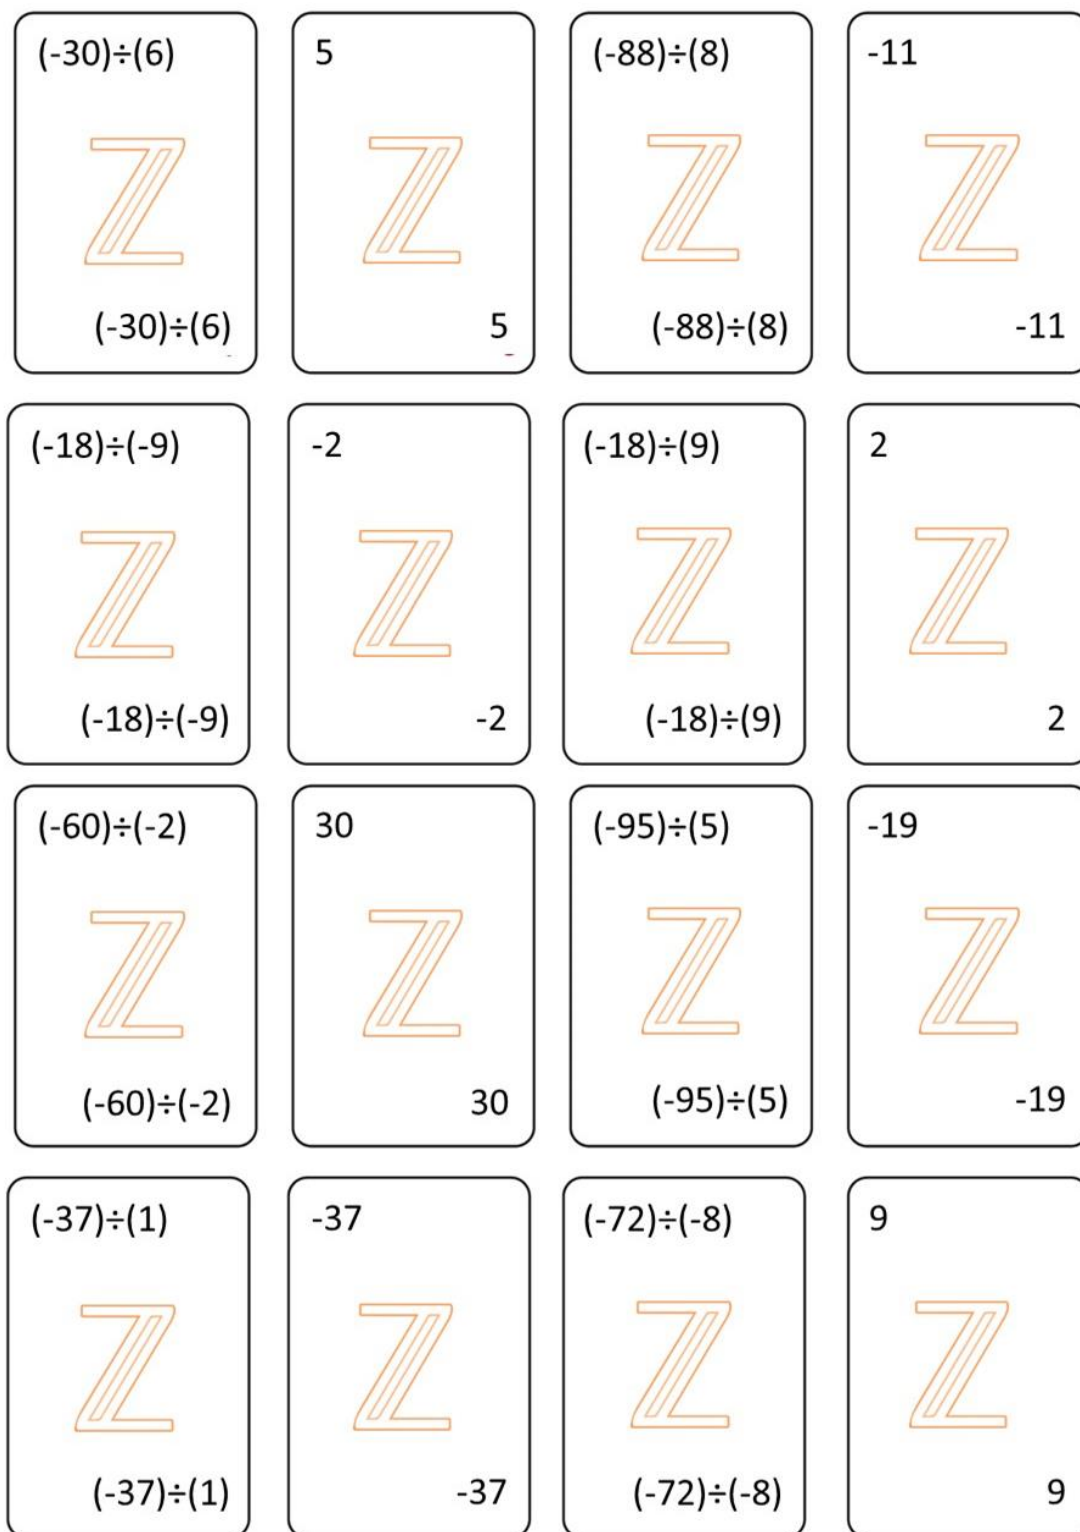 (-30)÷(6)
5
(-88)÷(8)
-11
ℤ
ℤ
ℤ
ℤ
(-30)÷(6)
5
(-88)÷(8)
-11
(-18)÷(-9)
-2
(-18)÷(9)
2
ℤ
ℤ
ℤ
ℤ
(-18)÷(-9)
-2
(-18)÷(9)
2
(-60)÷(-2)
30
(-95)÷(5)
-19
ℤ
ℤ
ℤ
ℤ
(-60)÷(-2)
30
(-95)÷(5)
-19
(-37)÷(1)
-37
(-72)÷(-8)
9
ℤ
ℤ
ℤ
ℤ
(-37)÷(1)
-37
(-72)÷(-8)
9